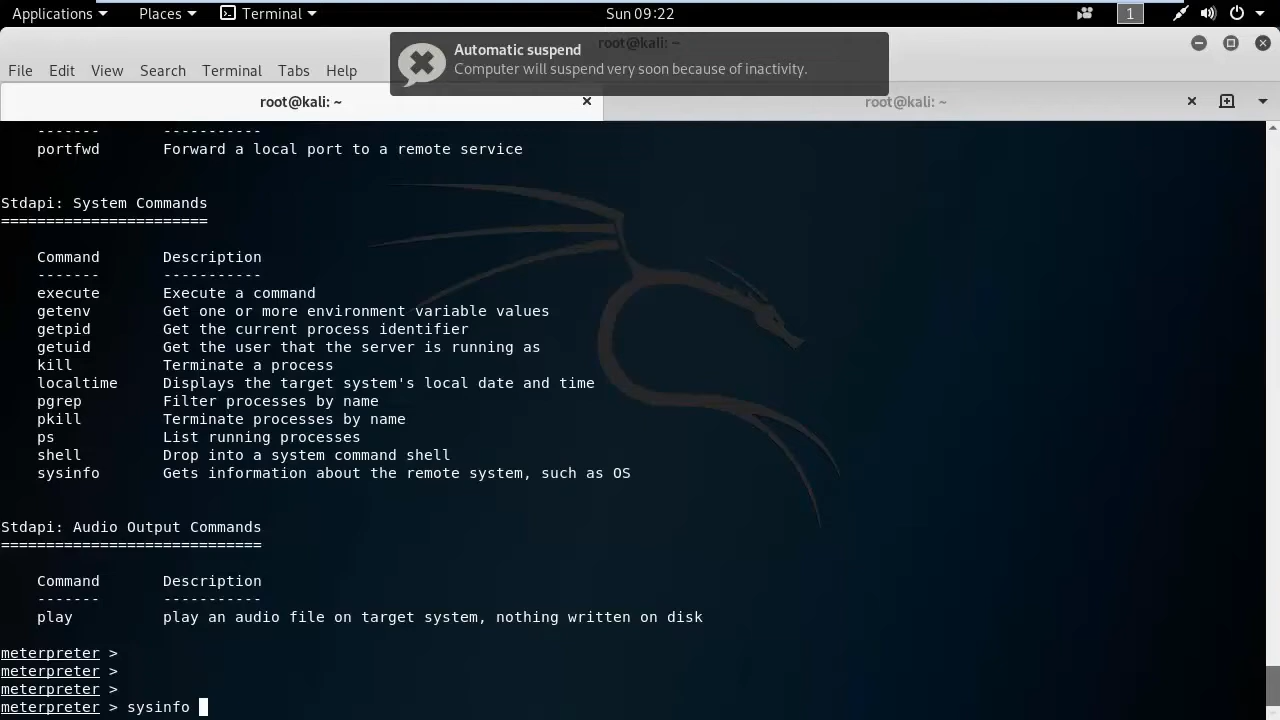 Applications Places Terminal Sun 09:22 1
root@kali: ~
Automatic suspend
Computer will suspend very soon because of inactivity.
File Edit View Search Terminal Tabs Help
root@kali: ~ root@kali: ~
------- -----------
portfwd Forward a local port to a remote service
Stdapi: System Commands
=======================
Command Description
------- -----------
execute Execute a command
getenv Get one or more environment variable values
getpid Get the current process identifier
getuid Get the user that the server is running as
kill Terminate a process
localtime Displays the target system's local date and time
pgrep Filter processes by name
pkill Terminate processes by name
ps List running processes
shell Drop into a system command shell
sysinfo Gets information about the remote system, such as OS
Stdapi: Audio Output Commands
=============================
Command Description
------- -----------
play play an audio file on target system, nothing written on disk
meterpreter >
meterpreter >
meterpreter >
meterpreter > sysinfo